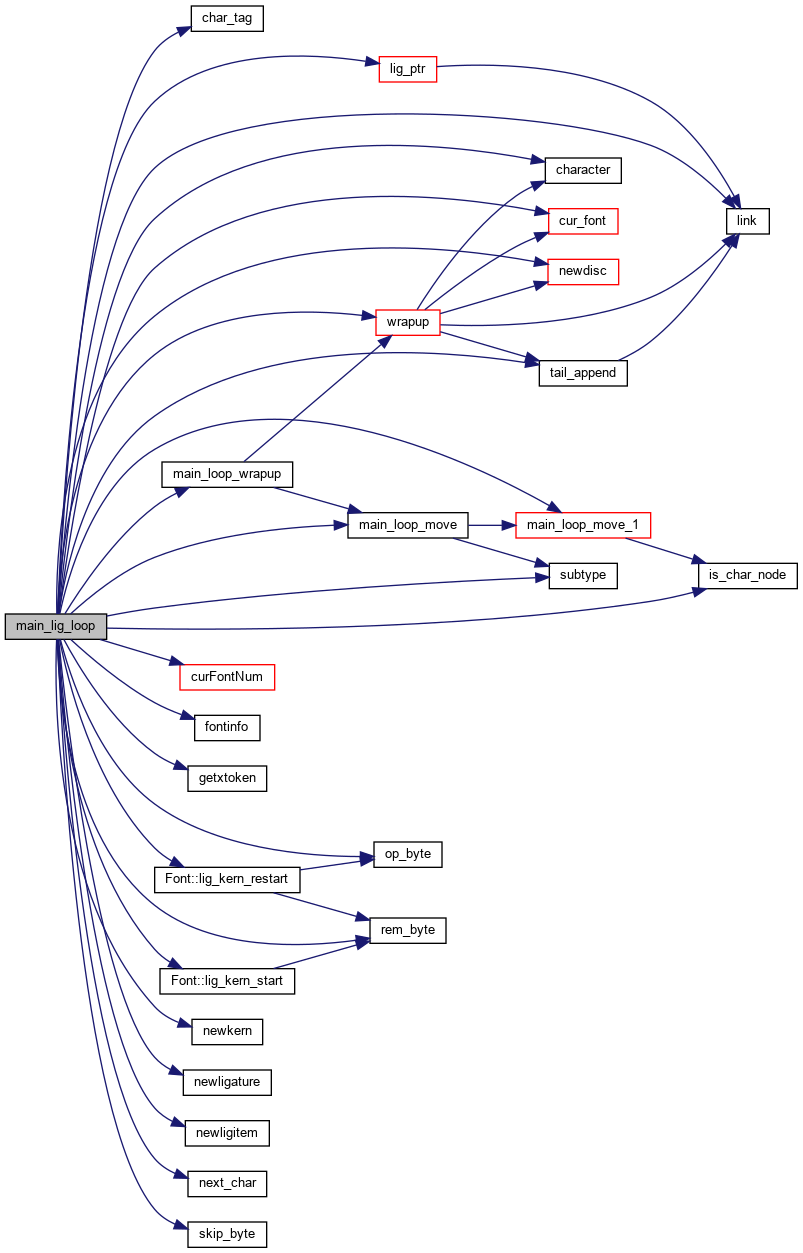 char_tag
lig_ptr
character
link
cur_font
newdisc
wrapup
tail_append
main_loop_wrapup
main_loop_move
main_loop_move_1
subtype
is_char_node
main_lig_loop
curFontNum
fontinfo
getxtoken
op_byte
Font::lig_kern_restart
rem_byte
Font::lig_kern_start
newkern
newligature
newligitem
next_char
skip_byte